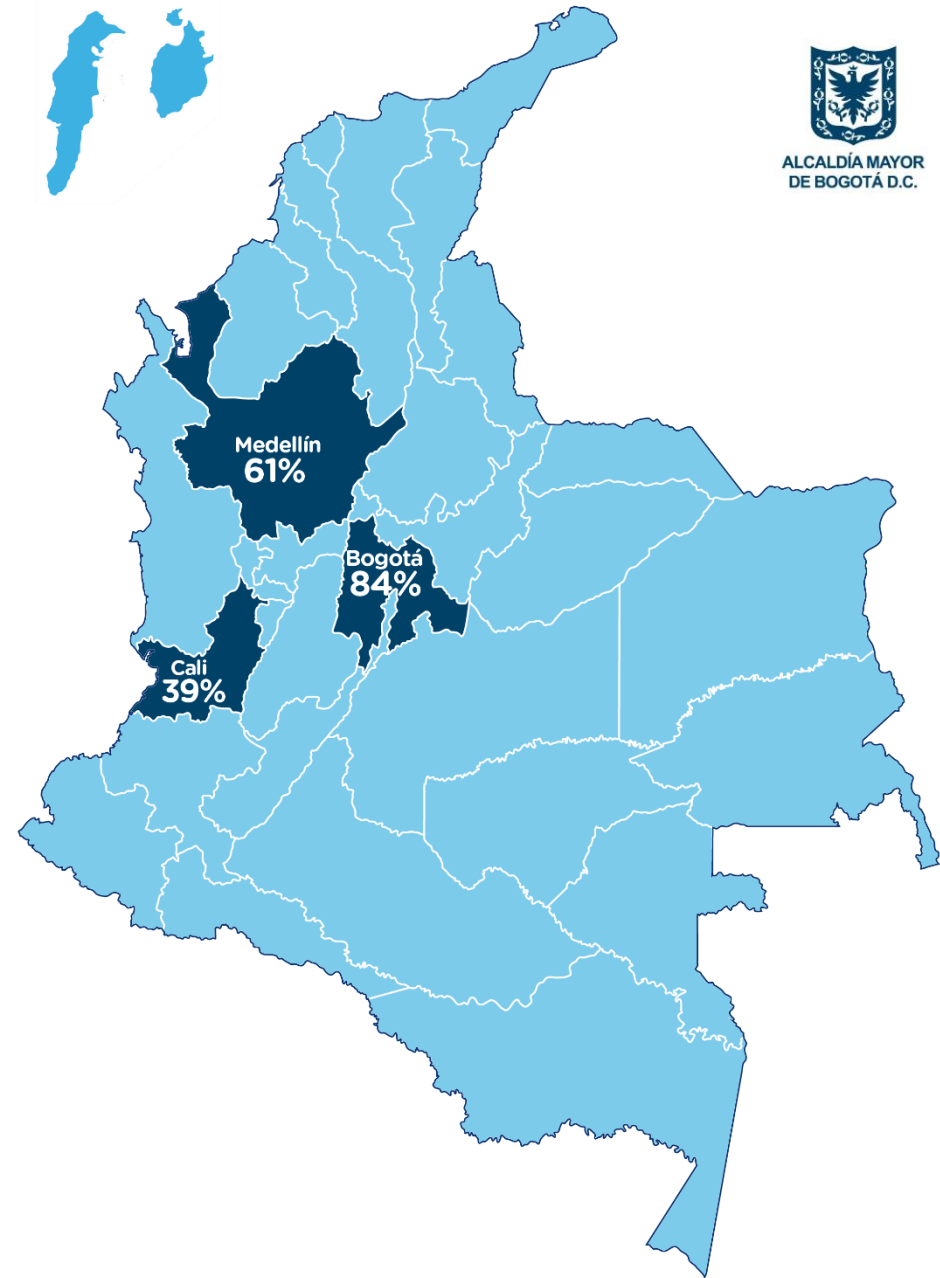 ALCALDÍA MAYOR
DE BOGOTÁ D.C.
Medellín
61%
Bogotá
84%
Cali
39%